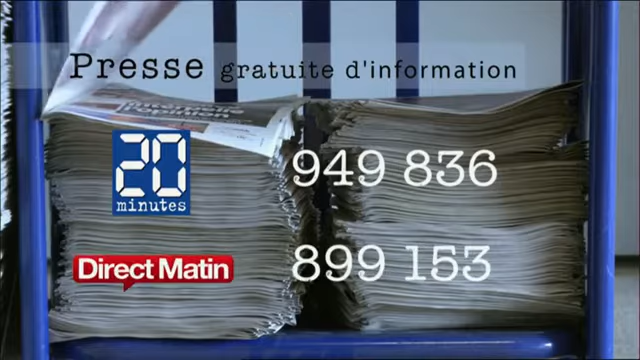 Presse gratuite d'information
20 minutes 949 836
Direct Matin 899 153